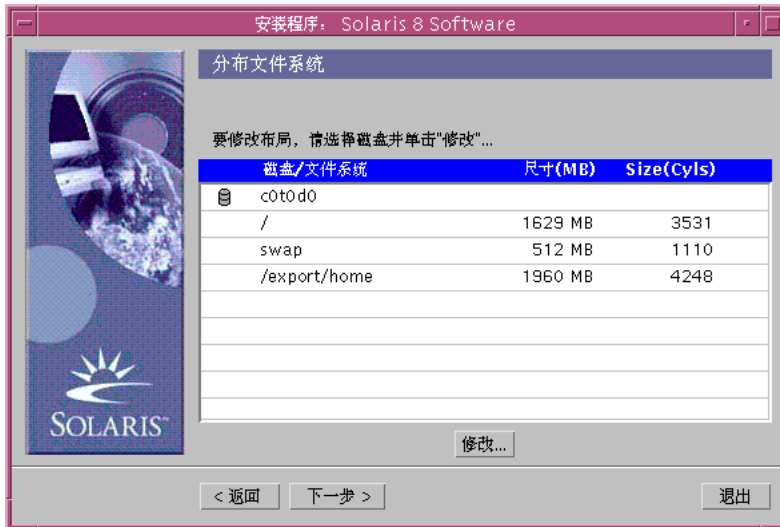 安装程序： Solaris 8 Software
分布文件系统
要修改布局，请选择磁盘并单击"修改"...
磁盘/文件系统 尺寸(MB) Size(Cyls)
c0t0d0
/ 1629 MB 3531
swap 512 MB 1110
/export/home 1960 MB 4248
SOLARIS™
修改...
< 返回 下一步 > 退出